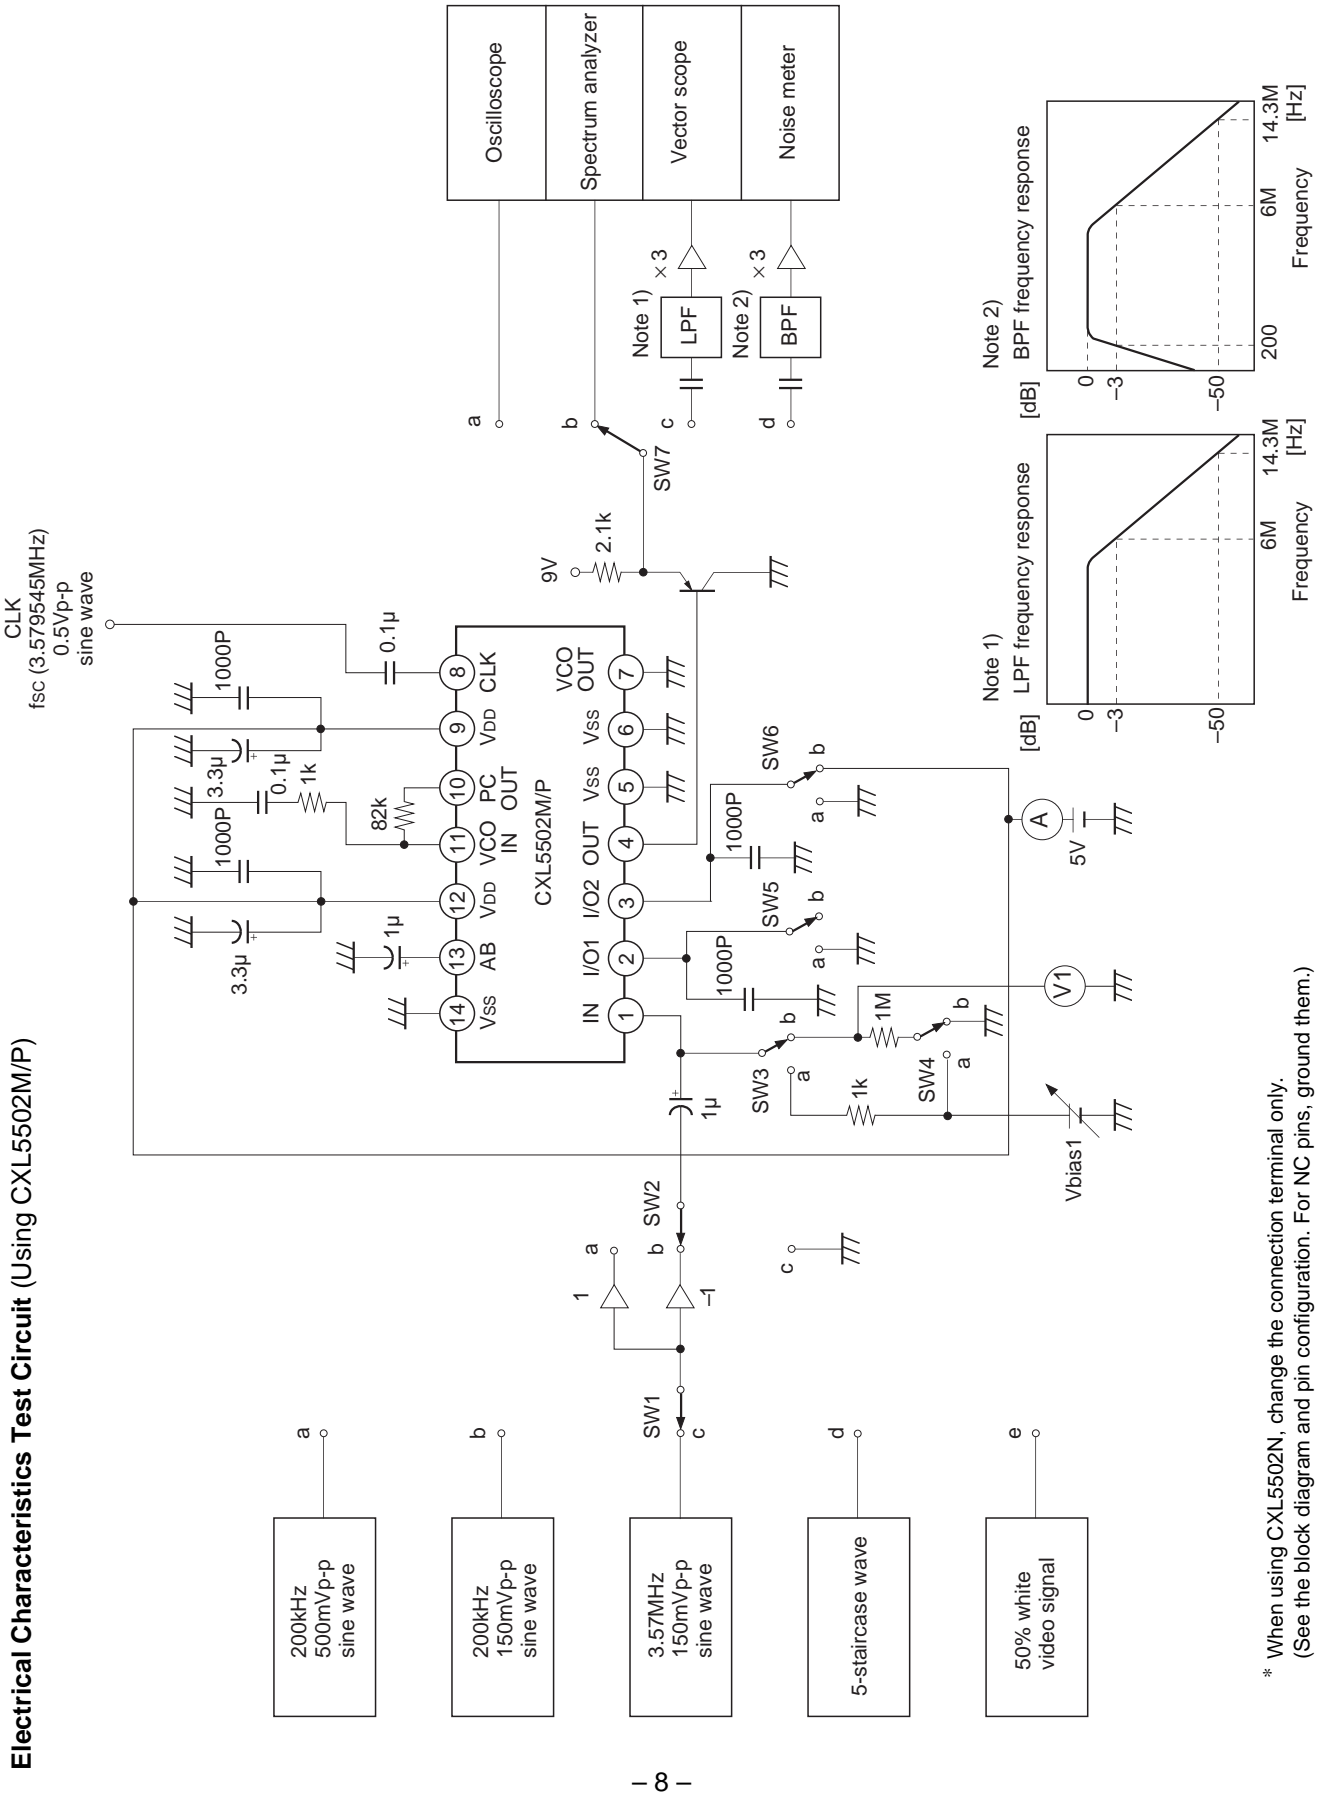 Electrical Characteristics Test Circuit (Using CXL5502M/P)
CLK
fsc (3.579545MHz)
0.5Vp-p
sine wave
200kHz
500mVp-p
sine wave
a
200kHz
150mVp-p
sine wave
b
3.57MHz
150mVp-p
sine wave
c
SW1
5-staircase wave
d
50% white
video signal
e
1
a
–1
b
SW2
c
1μ
+
3.3μ
+
1000P
0.1μ
1k
3.3μ
+
1000P
1μ
+
82k
0.1μ
14
13
12
11
10
9
8
VSS
AB
VDD
VCO
IN
PC
OUT
VDD
CLK
CXL5502M/P
IN
I/O1
I/O2
OUT
VSS
VSS
VCO
OUT
1
2
3
4
5
6
7
9V
2.1k
SW3
a
b
1k
1M
SW4
a
b
Vbias1
V1
1000P
SW5
a
b
1000P
SW6
a
b
A
5V
SW7
a
b
c
d
Note 1)
LPF
× 3
Note 2)
BPF
× 3
Oscilloscope
Spectrum analyzer
Vector scope
Noise meter
Note 1)
LPF frequency response
[dB]
0
–3
–50
6M
14.3M
[Hz]
Frequency
Note 2)
BPF frequency response
[dB]
0
–3
–50
200
6M
14.3M
[Hz]
Frequency
* When using CXL5502N, change the connection terminal only.
(See the block diagram and pin configuration. For NC pins, ground them.)
– 8 –